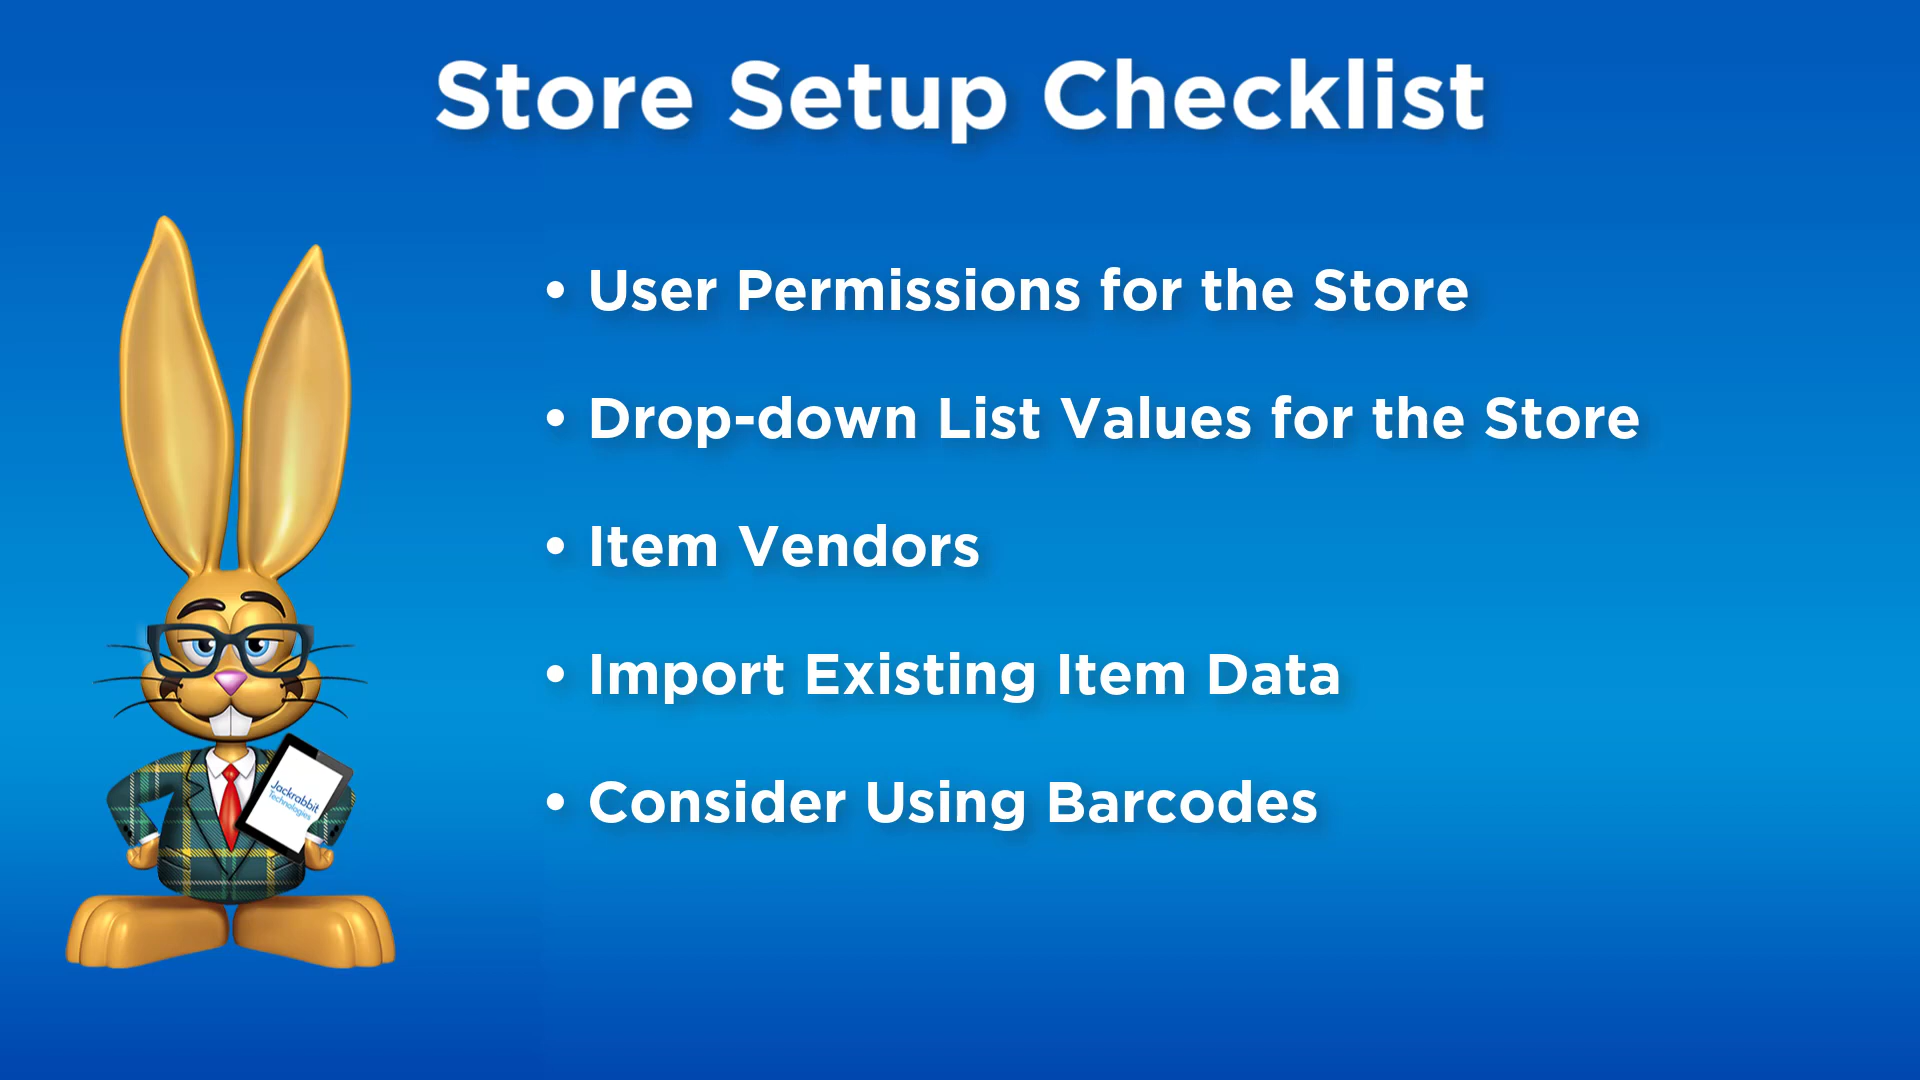 Store Setup Checklist
• User Permissions for the Store
• Drop-down List Values for the Store
• Item Vendors
• Import Existing Item Data
• Consider Using Barcodes
Jackrabbit
Technologies